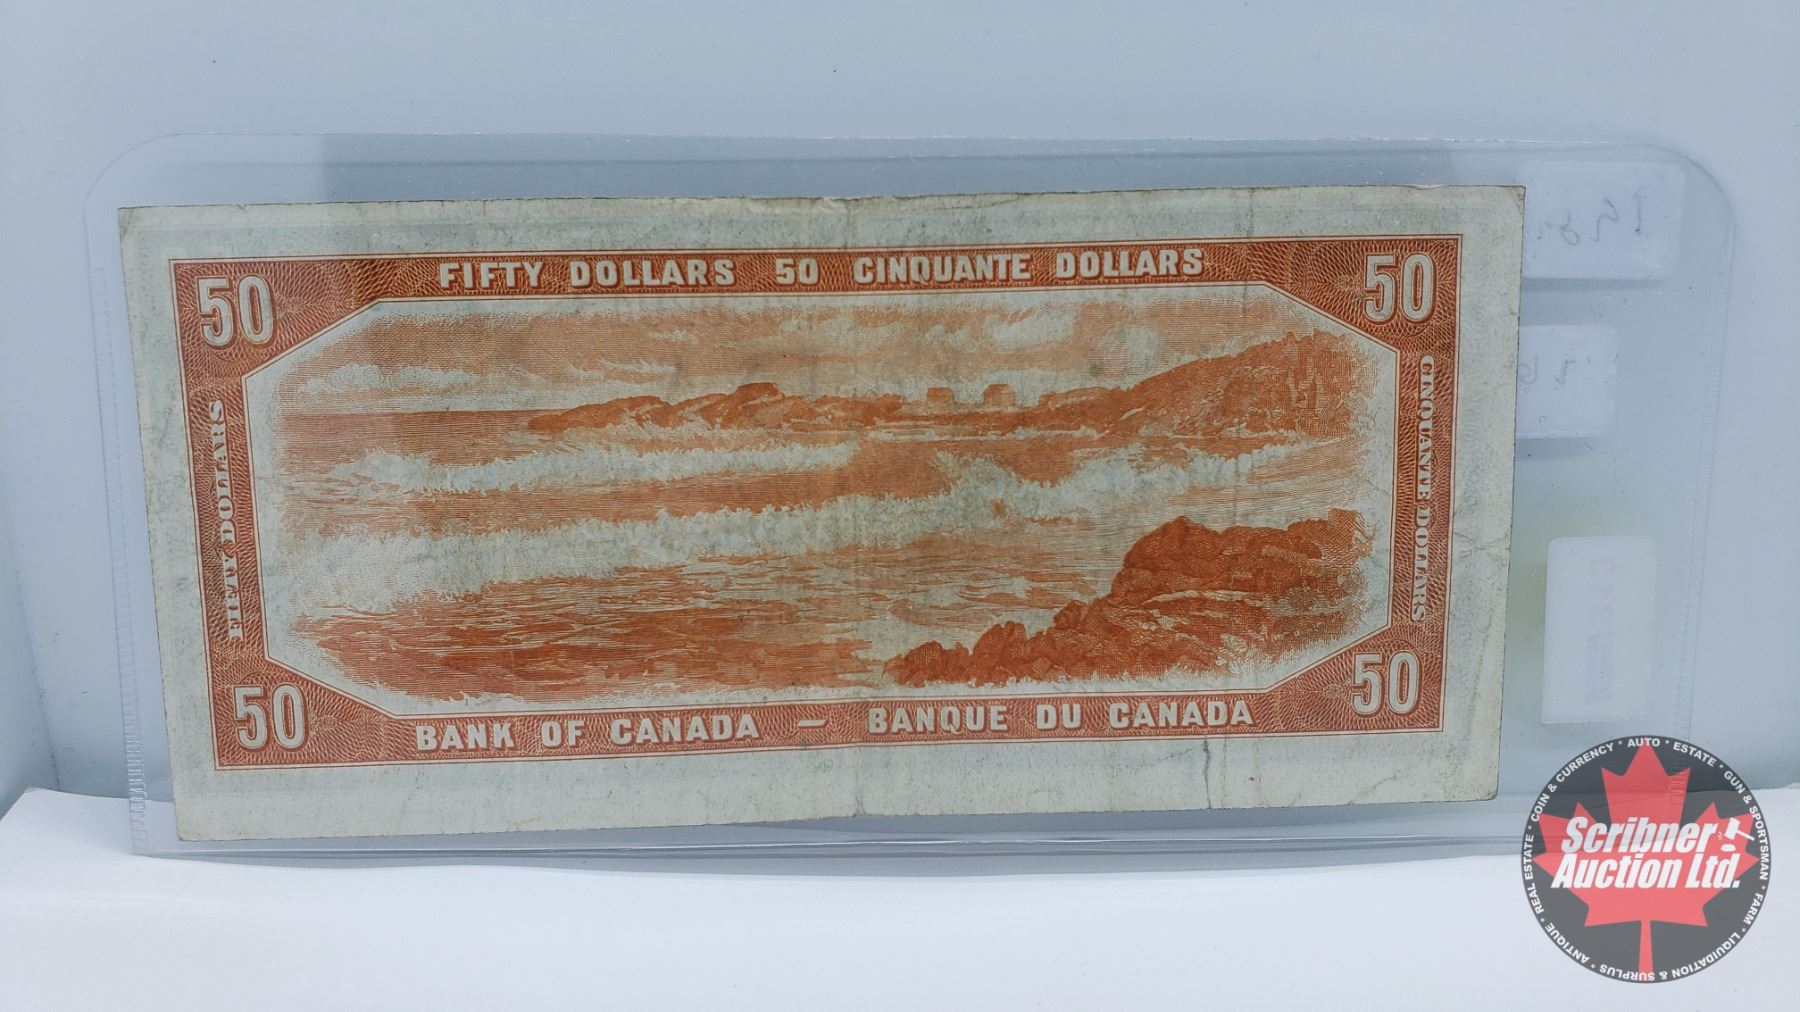 50 FIFTY DOLLARS 50 CINQUANTE DOLLARS 50
FIFTY DOLLARS
CINQUANTE DOLLARS
50 BANK OF CANADA – BANQUE DU CANADA 50
COIN & CURRENCY • AUTO • ESTATE • GUN & SPORTSMAN • FARM • LIQUIDATION & SURPLUS • ANTIQUE • REAL ESTATE •
Scribner
Auction Ltd.